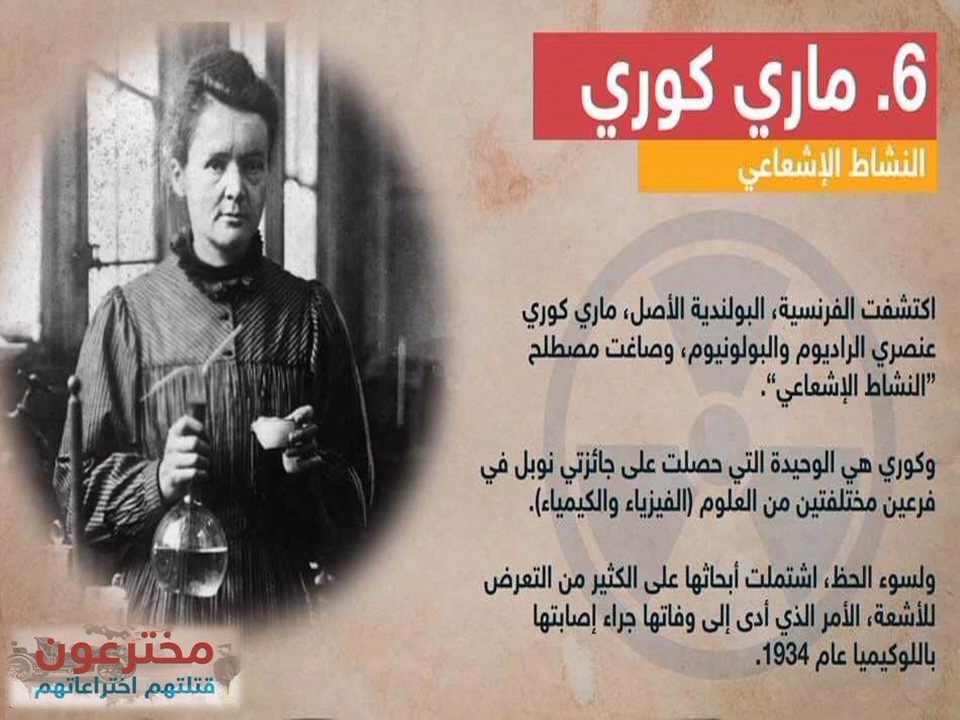 6. ماري كوري
النشاط الإشعاعي
اكتشفت الفرنسية، البولندية الأصل، ماري كوري
عنصري الراديوم والبولونيوم، وصاغت مصطلح
”النشاط الإشعاعي“.
وكوري هي الوحيدة التي حصلت على جائزتي نوبل في
فرعين مختلفتين من العلوم (الفيزياء والكيمياء).
ولسوء الحظ، اشتملت أبحاثها على الكثير من التعرض
للأشعة، الأمر الذي أدى إلى وفاتها جراء إصابتها
باللوكيميا عام 1934.
مخترعون
قتلتهم اختراعاتهم